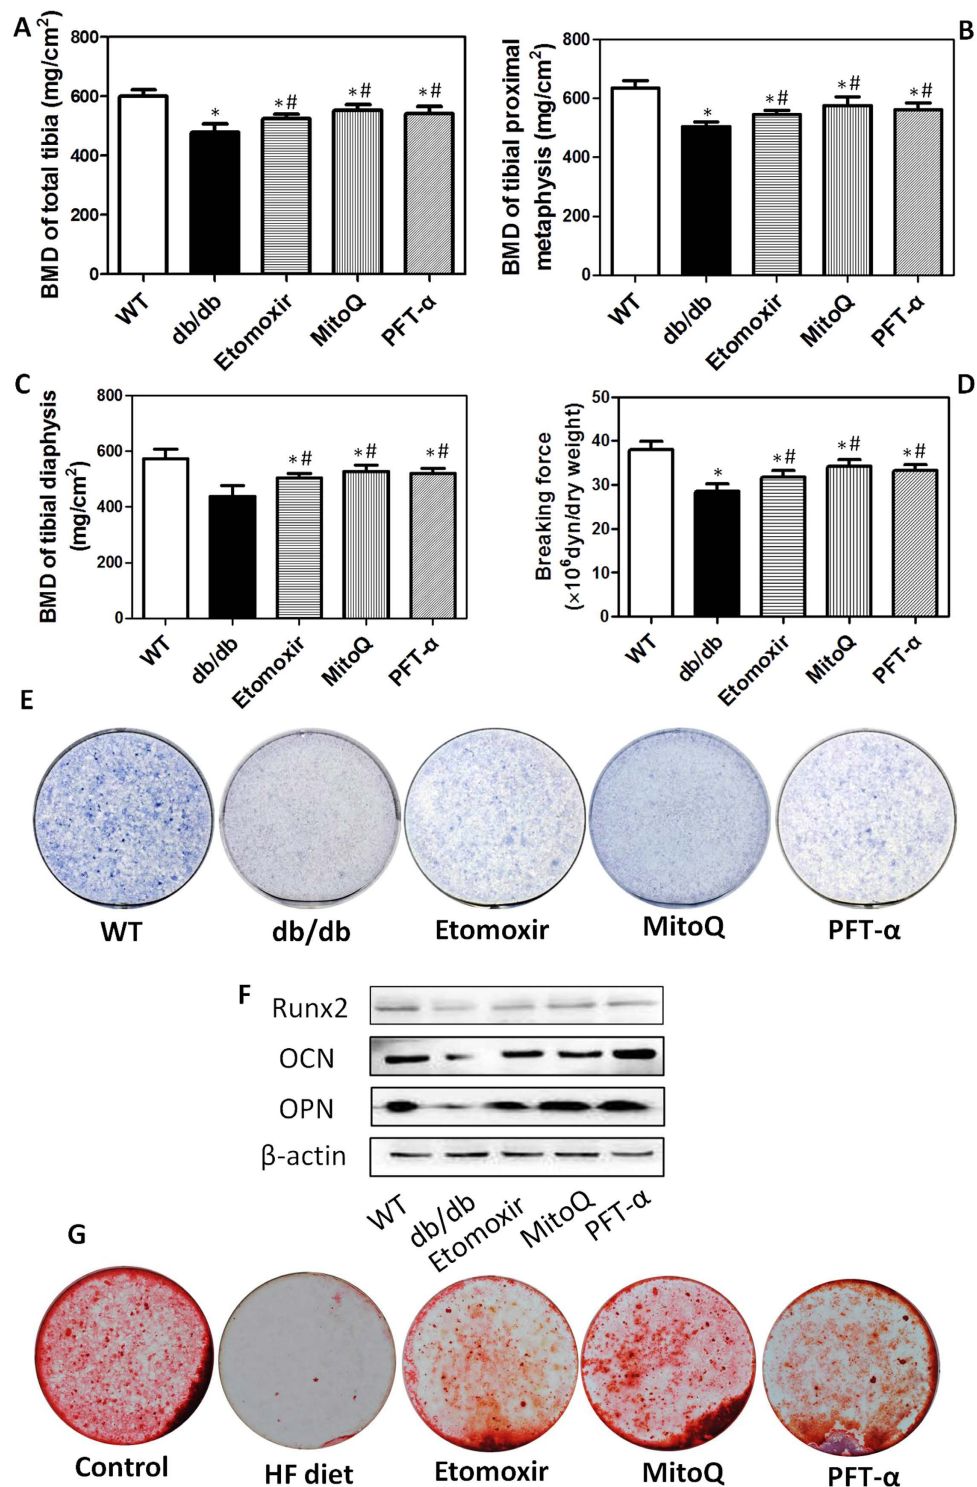 A
BMD of total tibia (mg/cm²)
800
600
400
200
0
*
*#
*#
*#
WT
db/db
Etomoxir
MitoQ
PFT-α
B
BMD of tibial proximal
metaphysis (mg/cm²)
800
600
400
200
0
*
*#
*#
*#
WT
db/db
Etomoxir
MitoQ
PFT-α
C
BMD of tibial diaphysis
(mg/cm²)
800
600
400
200
0
*#
*#
*#
WT
db/db
Etomoxir
MitoQ
PFT-α
D
Breaking force
(×10⁶dyn/dry weight)
50
40
30
20
10
0
*
*#
*#
*#
WT
db/db
Etomoxir
MitoQ
PFT-α
E
WT
db/db
Etomoxir
MitoQ
PFT-α
F
Runx2
OCN
OPN
β-actin
WT
db/db
Etomoxir
MitoQ
PFT-α
G
Control
HF diet
Etomoxir
MitoQ
PFT-α